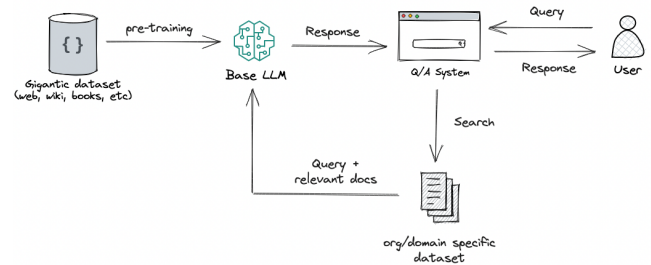 Query
pre-training
Response
{ }
Response
Gigantic dataset
(web, wiki, books, etc)
Base LLM
Q/A System
User
Search
Query +
relevant docs
org/domain specific
dataset